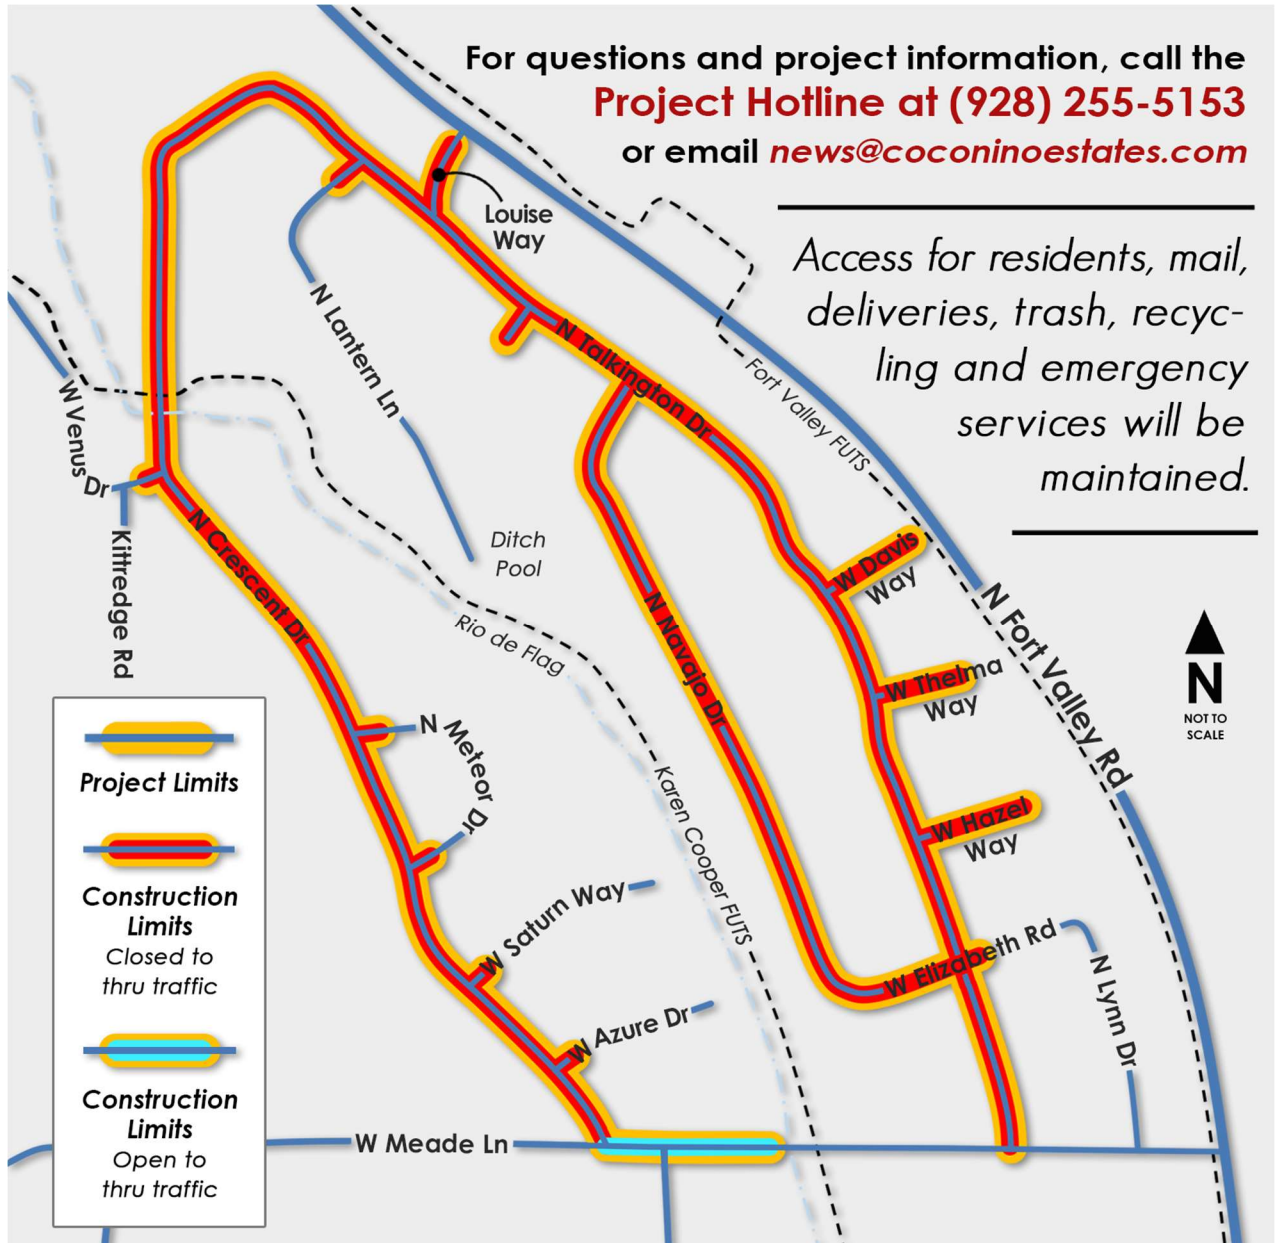 For questions and project information, call the
Project Hotline at (928) 255-5153
or email news@coconinoestates.com
Access for residents, mail,
deliveries, trash, recyc-
ling and emergency
services will be
maintained.
Louise
Way
N Lantern Ln
N Talkington Dr
Fort Valley FUTS
W Venus
Dr
Kittredge Rd
N Crescent Dr
Ditch
Pool
Rio de Flag
N Navajo Dr
W Davis
Way
N Fort Valley Rd
W Thelma
Way
N
NOT TO
SCALE
N Meteor Dr
Karen Cooper FUTS
W Hazel
Way
W Saturn Way
W Elizabeth Rd
N Lynn Dr
W Azure Dr
W Meade Ln
Project Limits
Construction
Limits
Closed to
thru traffic
Construction
Limits
Open to
thru traffic